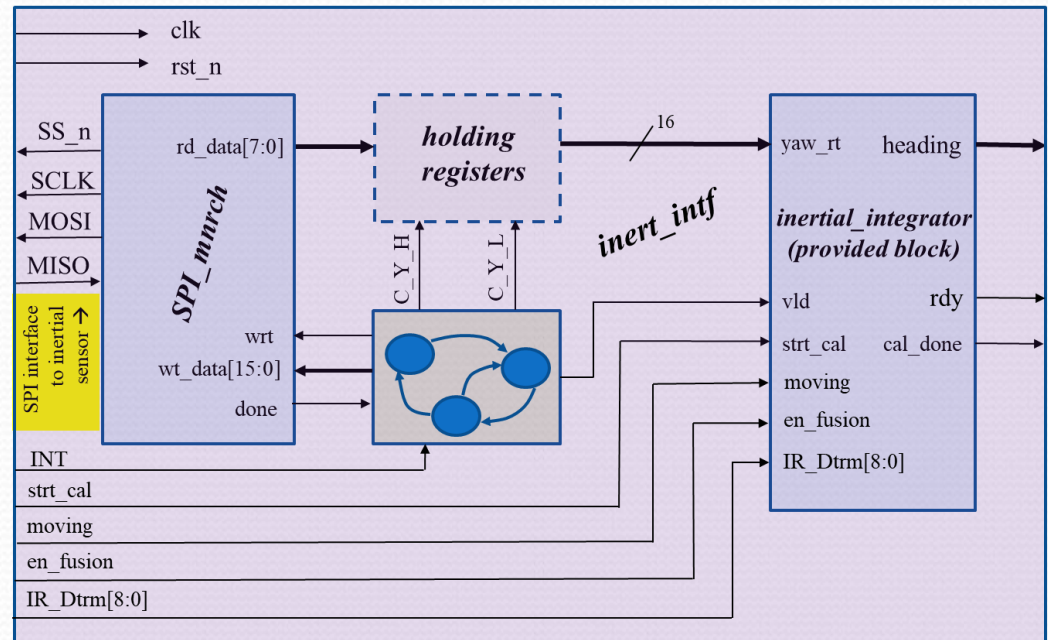 clk
rst_n
SS_n
SCLK
MOSI
MISO
SPI interface
to inertial
sensor →
SPI_mnrch
rd_data[7:0]
wrt
wt_data[15:0]
done
holding
registers
C_Y_H
C_Y_L
16
inert_intf
yaw_rt
heading
inertial_integrator
(provided block)
vld
rdy
strt_cal
cal_done
moving
en_fusion
IR_Dtrm[8:0]
INT
strt_cal
moving
en_fusion
IR_Dtrm[8:0]